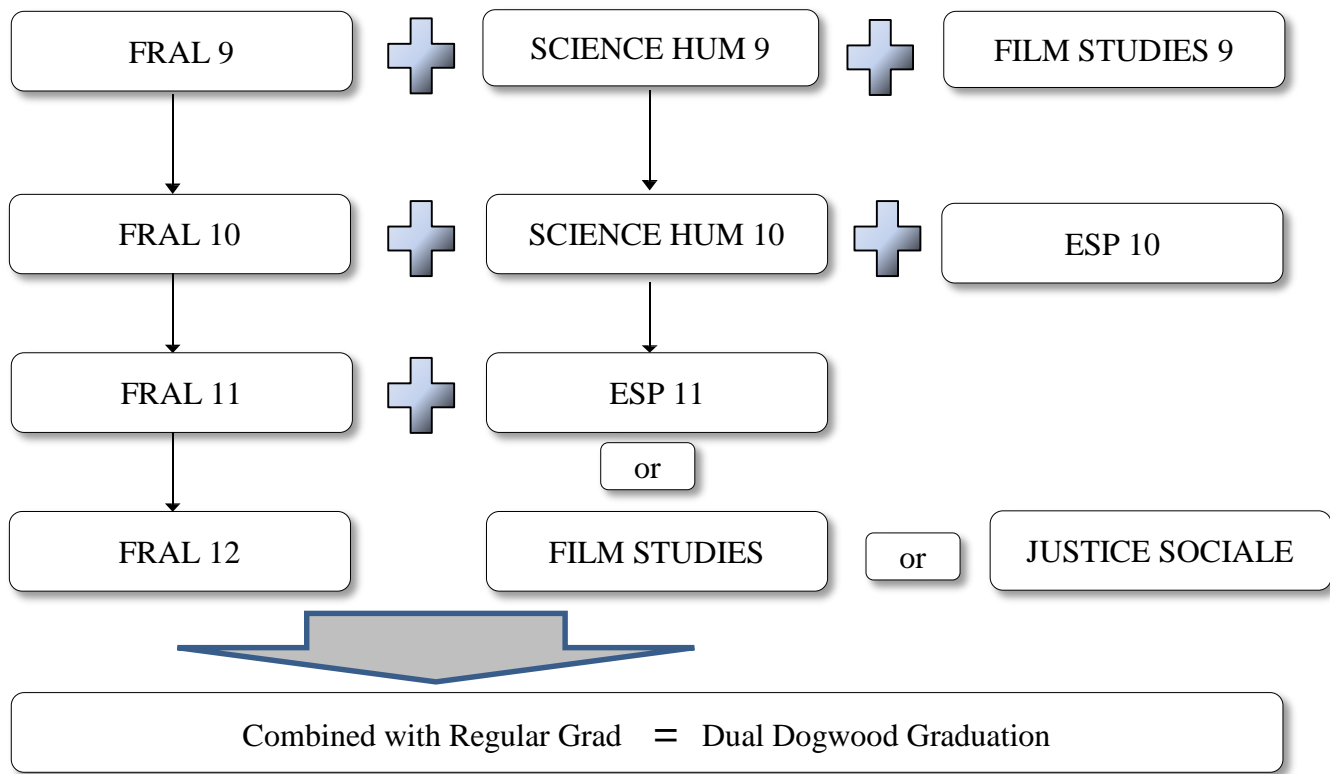 FRAL 9
SCIENCE HUM 9
FILM STUDIES 9
FRAL 10
SCIENCE HUM 10
ESP 10
FRAL 11
ESP 11
or
FRAL 12
FILM STUDIES
or
JUSTICE SOCIALE
Combined with Regular Grad = Dual Dogwood Graduation